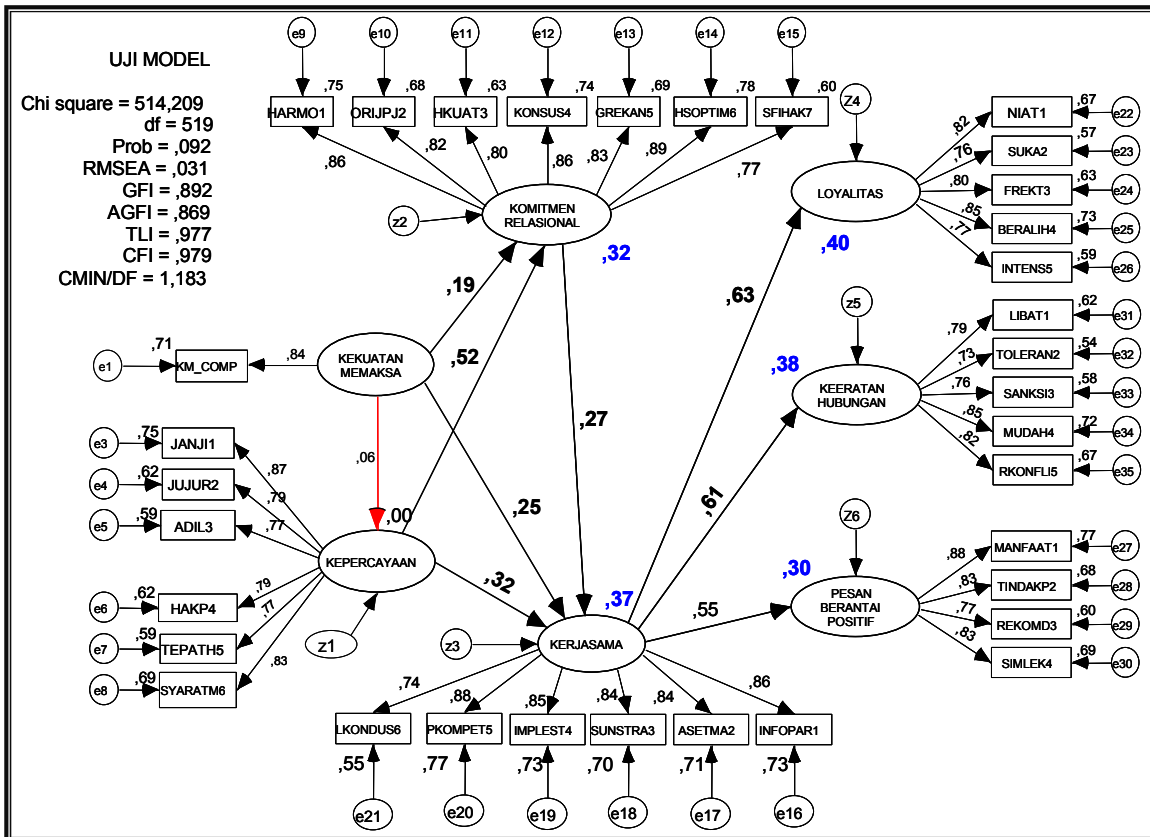 UJI MODEL
Chi square = 514,209
df = 519
Prob = ,092
RMSEA = ,031
GFI = ,892
AGFI = ,869
TLI = ,977
CFI = ,979
CMIN/DF = 1,183
e9 e10 e11 e12 e13 e14 e15
,75 ,68 ,63 ,74 ,69 ,78 ,60
HARMO1 ORIJPJ2 HKUAT3 KONSUS4 GREKAN5 HSOPTIM6 SFIHAK7
,86 ,82 ,80 ,86 ,83 ,89 ,77
z2
KOMITMEN
RELASIONAL
,32
,19
,52
,27
e1
,71
KM_COMP
,84
KEKUATAN
MEMAKSA
,06
,25
e3 ,75 JANJI1 ,87
e4 ,62 JUJUR2 ,79
e5 ,59 ADIL3 ,77
e6 ,62 HAKP4 ,79
e7 ,59 TEPATH5 ,77
e8 ,69 SYARATM6 ,83
,00
KEPERCAYAAN
z1
,32
z3
,37
KERJASAMA
,74 ,88 ,85 ,84 ,84 ,86
LKONDUS6 PKOMPET5 IMPLEST4 SUNSTRA3 ASETMA2 INFOPAR1
,55 ,77 ,73 ,70 ,71 ,73
e21 e20 e19 e18 e17 e16
,63
,61
,55
Z4
LOYALITAS
,40
,82 NIAT1 ,67 e22
,76 SUKA2 ,57 e23
,80 FREKT3 ,63 e24
,85 BERALIH4 ,73 e25
,77 INTENS5 ,59 e26
z5
,38
KEERATAN
HUBUNGAN
,79 LIBAT1 ,62 e31
,73 TOLERAN2 ,54 e32
,76 SANKSI3 ,58 e33
,85 MUDAH4 ,72 e34
,82 RKONFLI5 ,67 e35
Z6
,30
PESAN
BERANTAI
POSITIF
,88 MANFAAT1 ,77 e27
,83 TINDAKP2 ,68 e28
,77 REKOMD3 ,60 e29
,83 SIMLEK4 ,69 e30